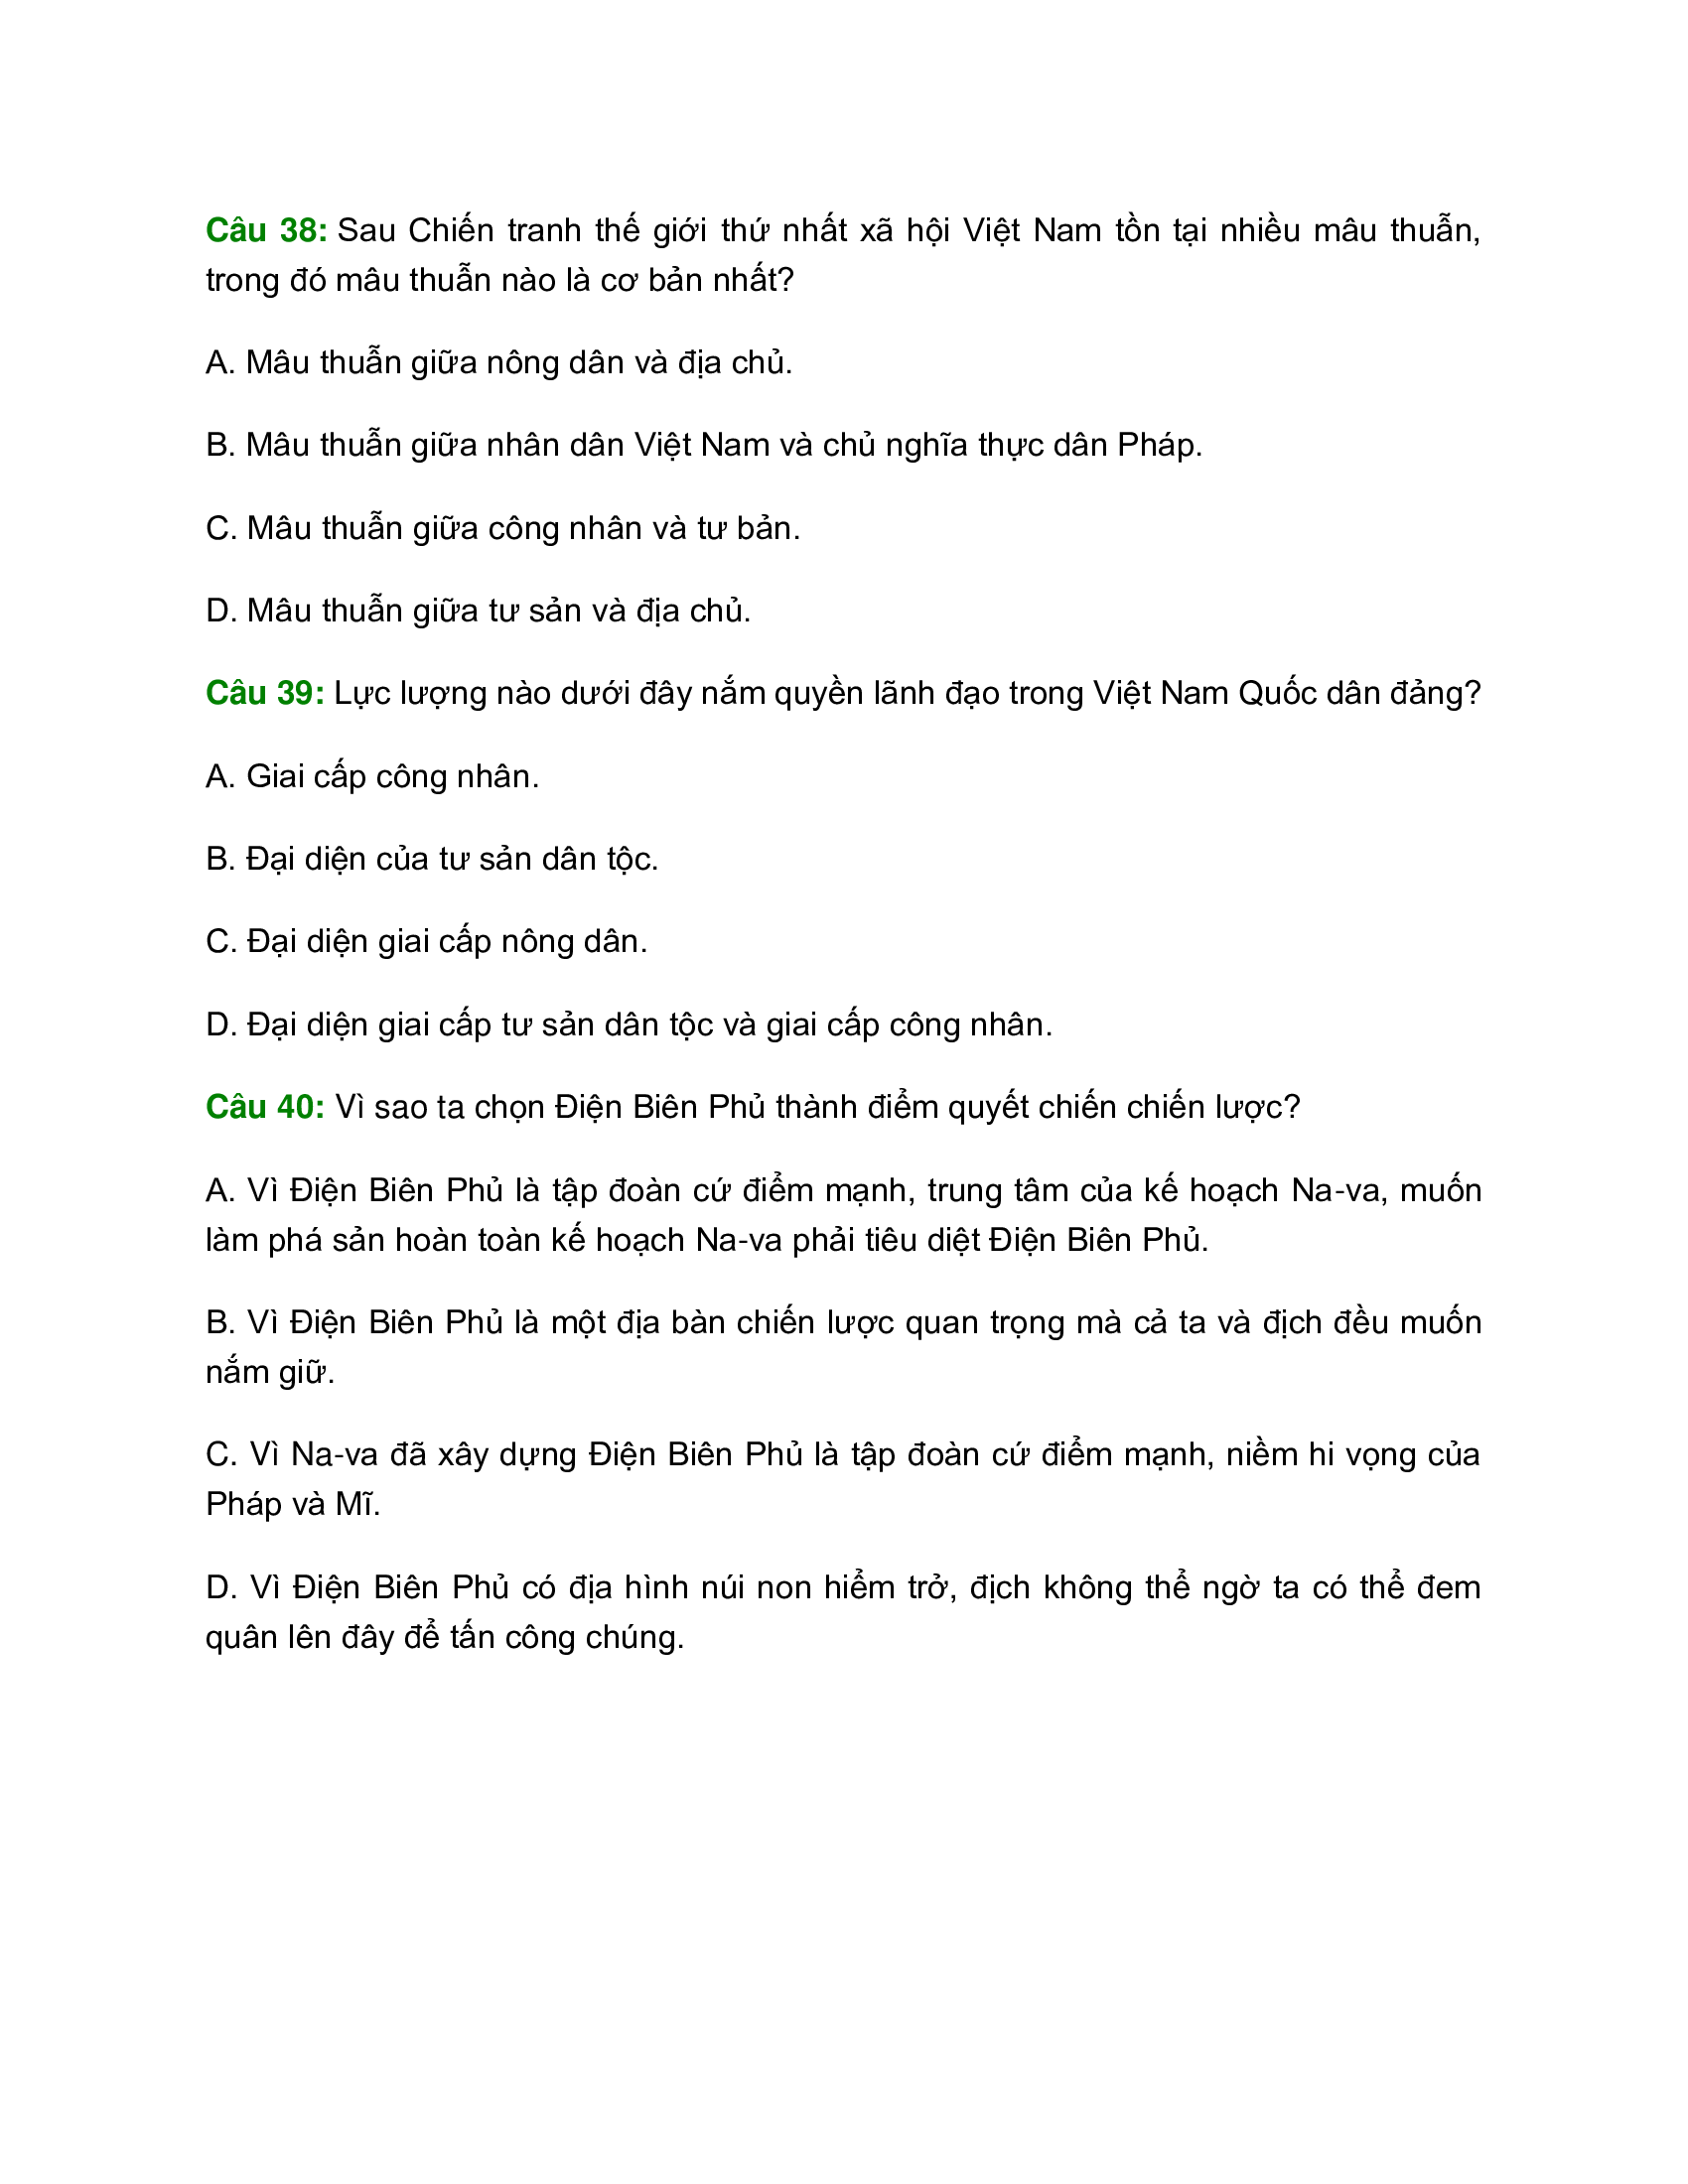 Câu 38: Sau Chiến tranh thế giới thứ nhất xã hội Việt Nam tồn tại nhiều mâu thuẫn,
trong đó mâu thuẫn nào là cơ bản nhất?
A. Mâu thuẫn giữa nông dân và địa chủ.
B. Mâu thuẫn giữa nhân dân Việt Nam và chủ nghĩa thực dân Pháp.
C. Mâu thuẫn giữa công nhân và tư bản.
D. Mâu thuẫn giữa tư sản và địa chủ.
Câu 39: Lực lượng nào dưới đây nắm quyền lãnh đạo trong Việt Nam Quốc dân đảng?
A. Giai cấp công nhân.
B. Đại diện của tư sản dân tộc.
C. Đại diện giai cấp nông dân.
D. Đại diện giai cấp tư sản dân tộc và giai cấp công nhân.
Câu 40: Vì sao ta chọn Điện Biên Phủ thành điểm quyết chiến chiến lược?
A. Vì Điện Biên Phủ là tập đoàn cứ điểm mạnh, trung tâm của kế hoạch Na-va, muốn
làm phá sản hoàn toàn kế hoạch Na-va phải tiêu diệt Điện Biên Phủ.
B. Vì Điện Biên Phủ là một địa bàn chiến lược quan trọng mà cả ta và địch đều muốn
nắm giữ.
C. Vì Na-va đã xây dựng Điện Biên Phủ là tập đoàn cứ điểm mạnh, niềm hi vọng của
Pháp và Mĩ.
D. Vì Điện Biên Phủ có địa hình núi non hiểm trở, địch không thể ngờ ta có thể đem
quân lên đây để tấn công chúng.